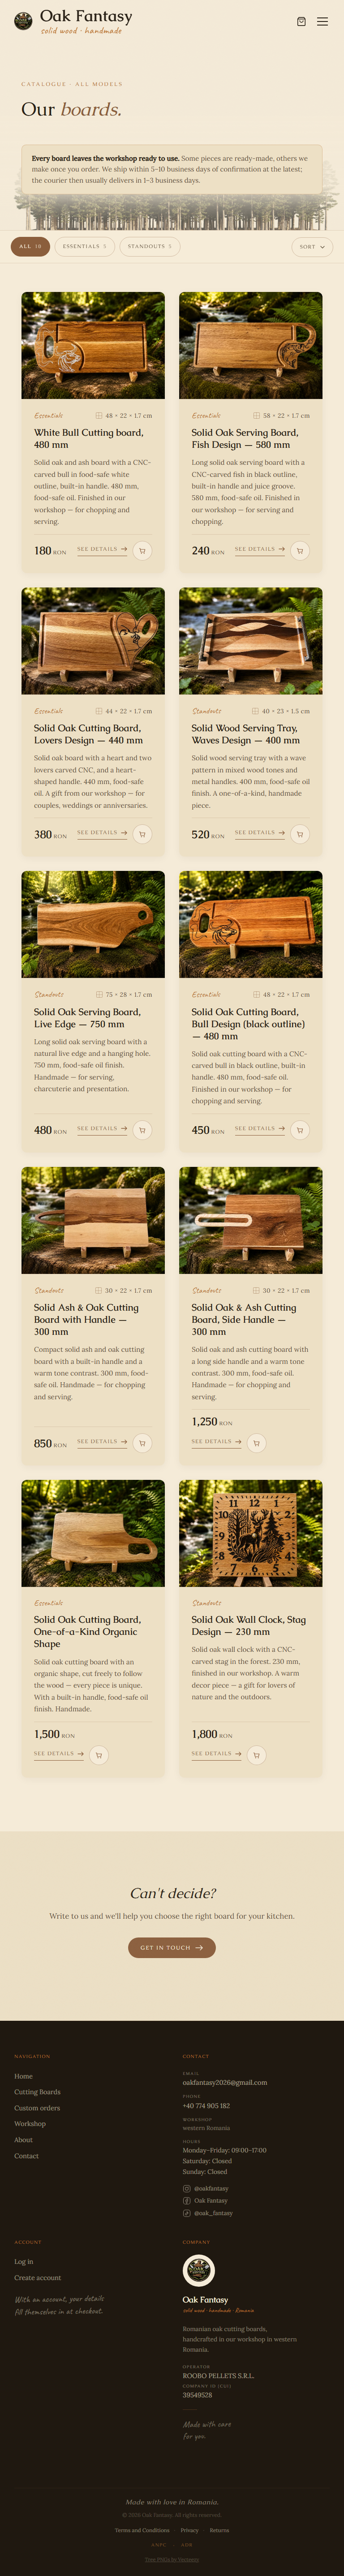 Oak Fantasy
solid wood · handmade
CATALOGUE · ALL MODELS
Our boards.
Every board leaves the workshop ready to use. Some pieces are ready-made, others we
make once you order. We ship within 5–10 business days of confirmation at the latest;
the courier then usually delivers in 1–3 business days.
ALL 10
ESSENTIALS 5
STANDOUTS 5
SORT
Essentials
48 × 22 × 1.7 cm
White Bull Cutting board,
480 mm
Solid oak and ash board with a CNC-
carved bull in food-safe white
outline, built-in handle. 480 mm,
food-safe oil. Finished in our
workshop — for chopping and
serving.
180 RON
SEE DETAILS →
Essentials
58 × 22 × 1.7 cm
Solid Oak Serving Board,
Fish Design — 580 mm
Long solid oak serving board with a
CNC-carved fish in black outline,
built-in handle and juice groove.
580 mm, food-safe oil. Finished in
our workshop — for serving and
chopping.
240 RON
SEE DETAILS →
Essentials
44 × 22 × 1.7 cm
Solid Oak Cutting Board,
Lovers Design — 440 mm
Solid oak board with a heart and two
lovers carved CNC, and a heart-
shaped handle. 440 mm, food-safe
oil. A gift from our workshop — for
couples, weddings or anniversaries.
380 RON
SEE DETAILS →
Standouts
40 × 23 × 1.5 cm
Solid Wood Serving Tray,
Waves Design — 400 mm
Solid wood serving tray with a wave
pattern in mixed wood tones and
metal handles. 400 mm, food-safe oil
finish. A one-of-a-kind, handmade
piece.
520 RON
SEE DETAILS →
Standouts
75 × 28 × 1.7 cm
Solid Oak Serving Board,
Live Edge — 750 mm
Long solid oak serving board with a
natural live edge and a hanging hole.
750 mm, food-safe oil finish.
Handmade — for serving,
charcuterie and presentation.
480 RON
SEE DETAILS →
Essentials
48 × 22 × 1.7 cm
Solid Oak Cutting Board,
Bull Design (black outline)
— 480 mm
Solid oak cutting board with a CNC-
carved bull in black outline, built-in
handle. 480 mm, food-safe oil.
Finished in our workshop — for
chopping and serving.
450 RON
SEE DETAILS →
Standouts
30 × 22 × 1.7 cm
Solid Ash & Oak Cutting
Board with Handle —
300 mm
Compact solid ash and oak cutting
board with a built-in handle and a
warm two-tone contrast. 300 mm, food-
safe oil. Handmade — for chopping
and serving.
850 RON
SEE DETAILS →
Standouts
30 × 22 × 1.7 cm
Solid Oak & Ash Cutting
Board, Side Handle —
300 mm
Solid oak and ash cutting board with
a long side handle and a warm tone
contrast. 300 mm, food-safe oil.
Handmade — for chopping and
serving.
1,250 RON
SEE DETAILS →
Essentials
Solid Oak Cutting Board,
One-of-a-Kind Organic
Shape
Solid oak cutting board with an
organic shape, cut freely to follow
the wood — every piece is unique.
With a built-in handle, food-safe oil
finish. Handmade.
1,500 RON
SEE DETAILS →
Standouts
Solid Oak Wall Clock, Stag
Design — 230 mm
Solid oak wall clock with a CNC-
carved stag in the forest. 230 mm,
finished in our workshop. A warm
decor piece — a gift for lovers of
nature and the outdoors.
1,800 RON
SEE DETAILS →
Can't decide?
Write to us and we'll help you choose the right board for your kitchen.
GET IN TOUCH →
NAVIGATION
Home
Cutting Boards
Custom orders
Workshop
About
Contact
CONTACT
EMAIL
oakfantasy2026@gmail.com
PHONE
+40 774 905 182
WORKSHOP
western Romania
HOURS
Monday–Friday: 09:00–17:00
Saturday: Closed
Sunday: Closed
@oakfantasy
Oak Fantasy
@oak_fantasy
ACCOUNT
Log in
Create account
With an account, your details
fill themselves in at checkout.
COMPANY
Oak Fantasy
solid wood · handmade · Romania
Romanian oak cutting boards,
handcrafted in our workshop in western
Romania.
OPERATOR
ROOBO PELLETS S.R.L.
COMPANY ID (CUI)
39549528
Made with care
for you.
Made with love in Romania.
© 2026 Oak Fantasy. All rights reserved.
Terms and Conditions
Privacy
Returns
ANPC
ADR